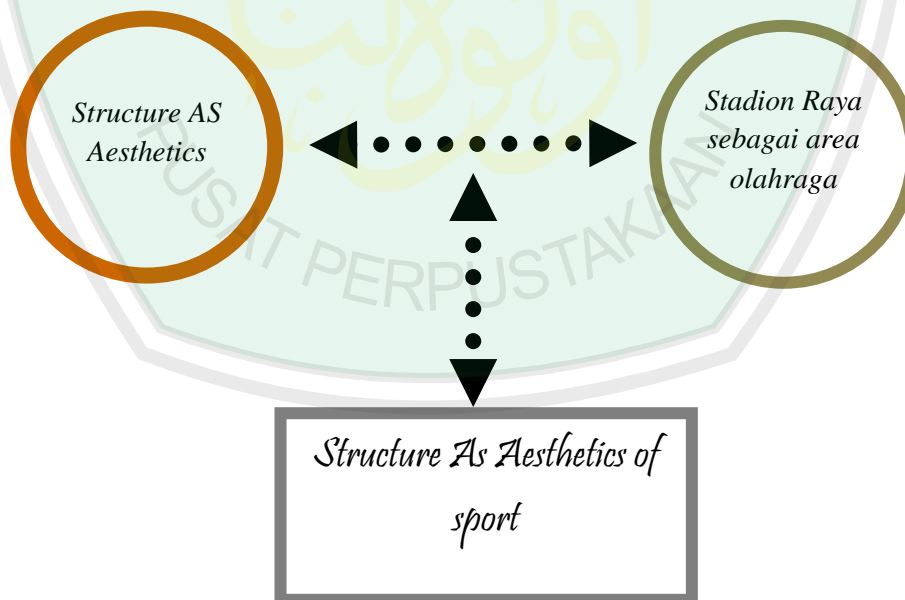 Structure AS
Aesthetics
Stadion Raya
sebagai area
olahraga
PUSAT PERPUSTAKAAN
Structure As Aesthetics of
sport